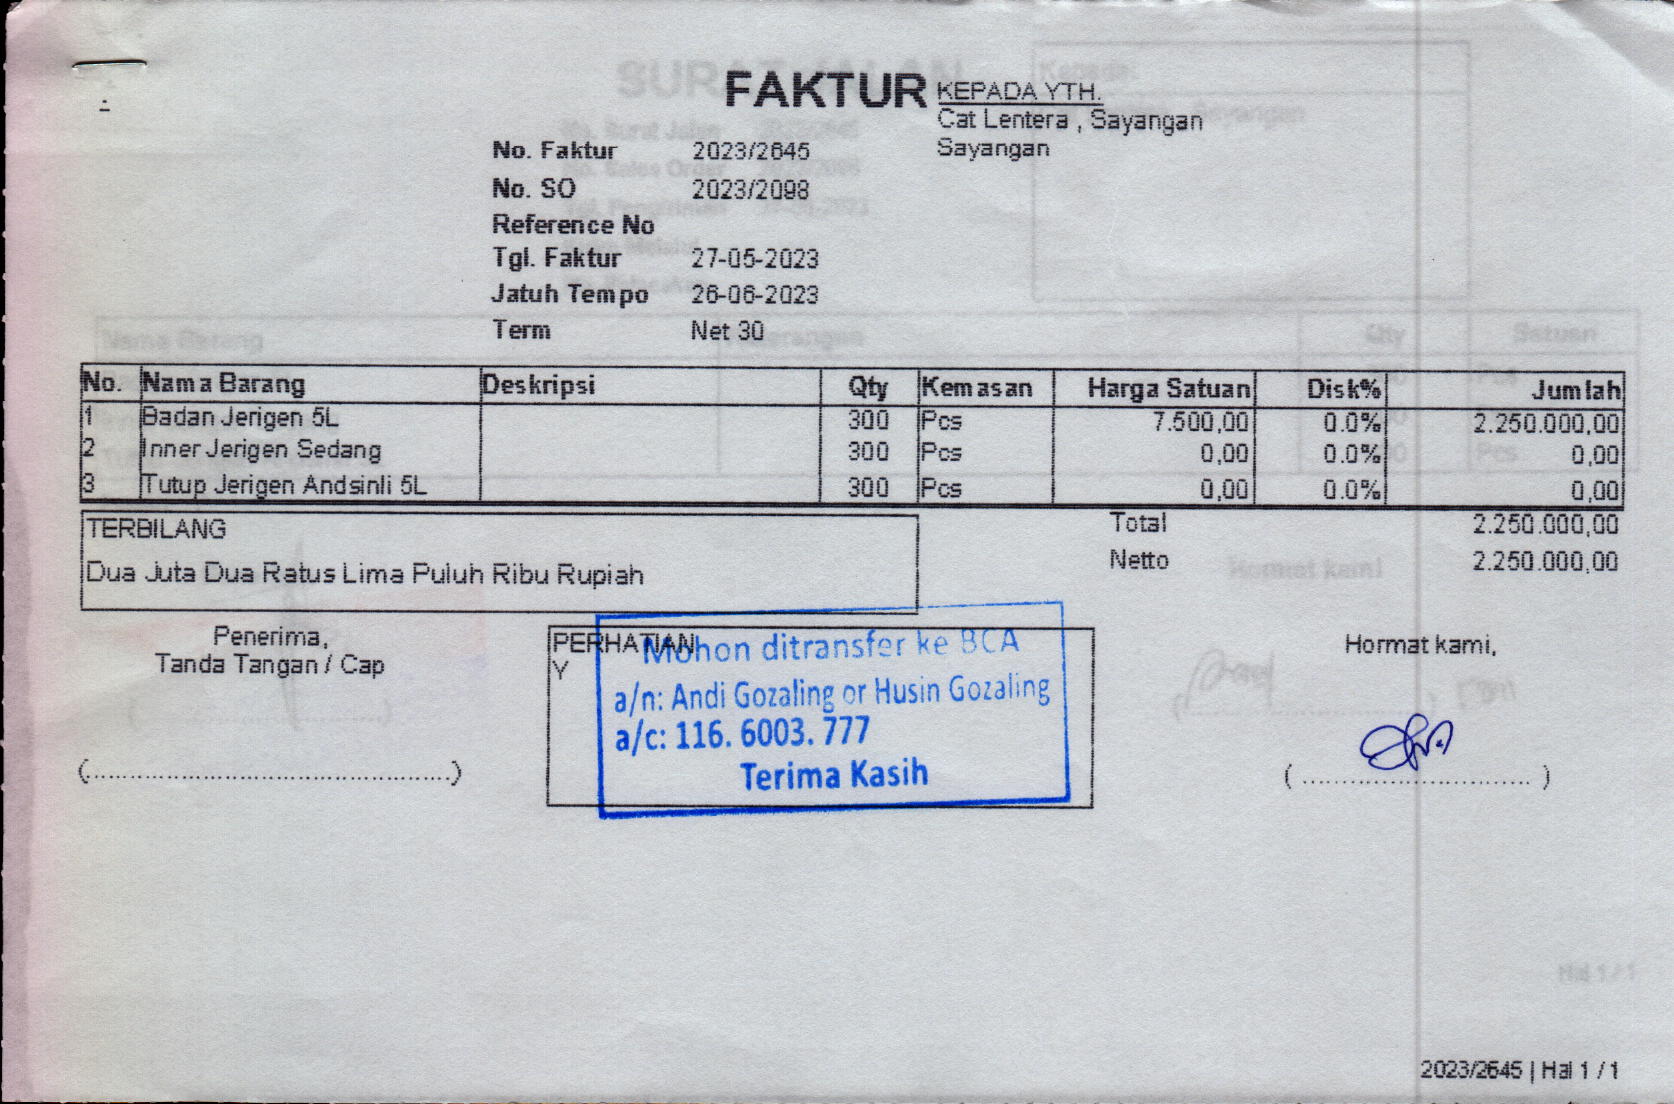 FAKTUR
KEPADA YTH.
Cat Lentera , Sayangan
Sayangan
No. Faktur 2023/2645
No. SO 2023/2098
Reference No
Tgl. Faktur 27-05-2023
Jatuh Tempo 26-06-2023
Term Net 30
No. Nama Barang Deskripsi Qty Kemasan Harga Satuan Disk% Jumlah
1 Badan Jerigen 5L 300 Pcs 7.500,00 0.0% 2.250.000,00
2 Inner Jerigen Sedang 300 Pcs 0,00 0.0% 0,00
3 Tutup Jerigen Andsinli 5L 300 Pcs 0,00 0.0% 0,00
TERBILANG
Dua Juta Dua Ratus Lima Puluh Ribu Rupiah
Total 2.250.000,00
Netto 2.250.000,00
Penerima,
Tanda Tangan / Cap
(................................................)
PERHATIAN
Y
Mohon ditransfer ke BCA
a/n: Andi Gozaling or Husin Gozaling
a/c: 116. 6003. 777
Terima Kasih
Hormat kami,
( .............................. )
2023/2645 | Hal 1 / 1